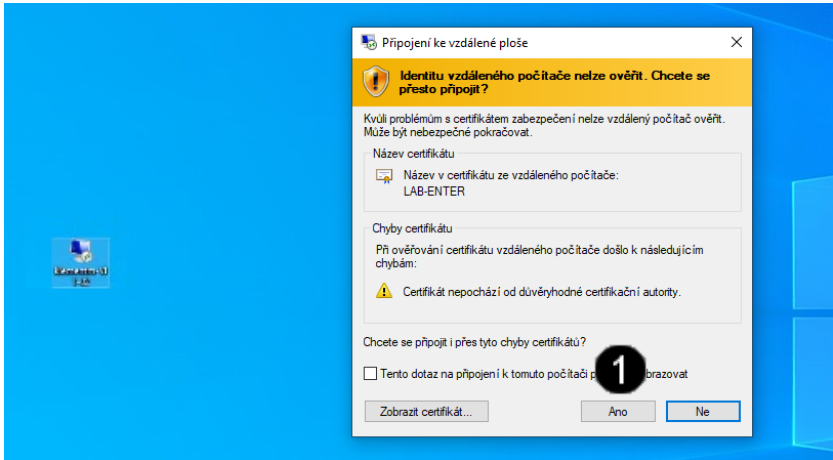 Připojení ke vzdálené ploše
Identitu vzdáleného počítače nelze ověřit. Chcete se
přesto připojit?
Kvůli problémům s certifikátem zabezpečení nelze vzdálený počítač ověřit.
Může být nebezpečné pokračovat.
Název certifikátu
Název v certifikátu ze vzdáleného počítače:
LAB-ENTER
Chyby certifikátu
Při ověřování certifikátu vzdáleného počítače došlo k následujícím
chybám:
Certifikát nepochází od důvěryhodné certifikační autority.
Chcete se připojit i přes tyto chyby certifikátů?
Tento dotaz na připojení k tomuto počítači brazovat
1
Zobrazit certifikát...
Ano
Ne